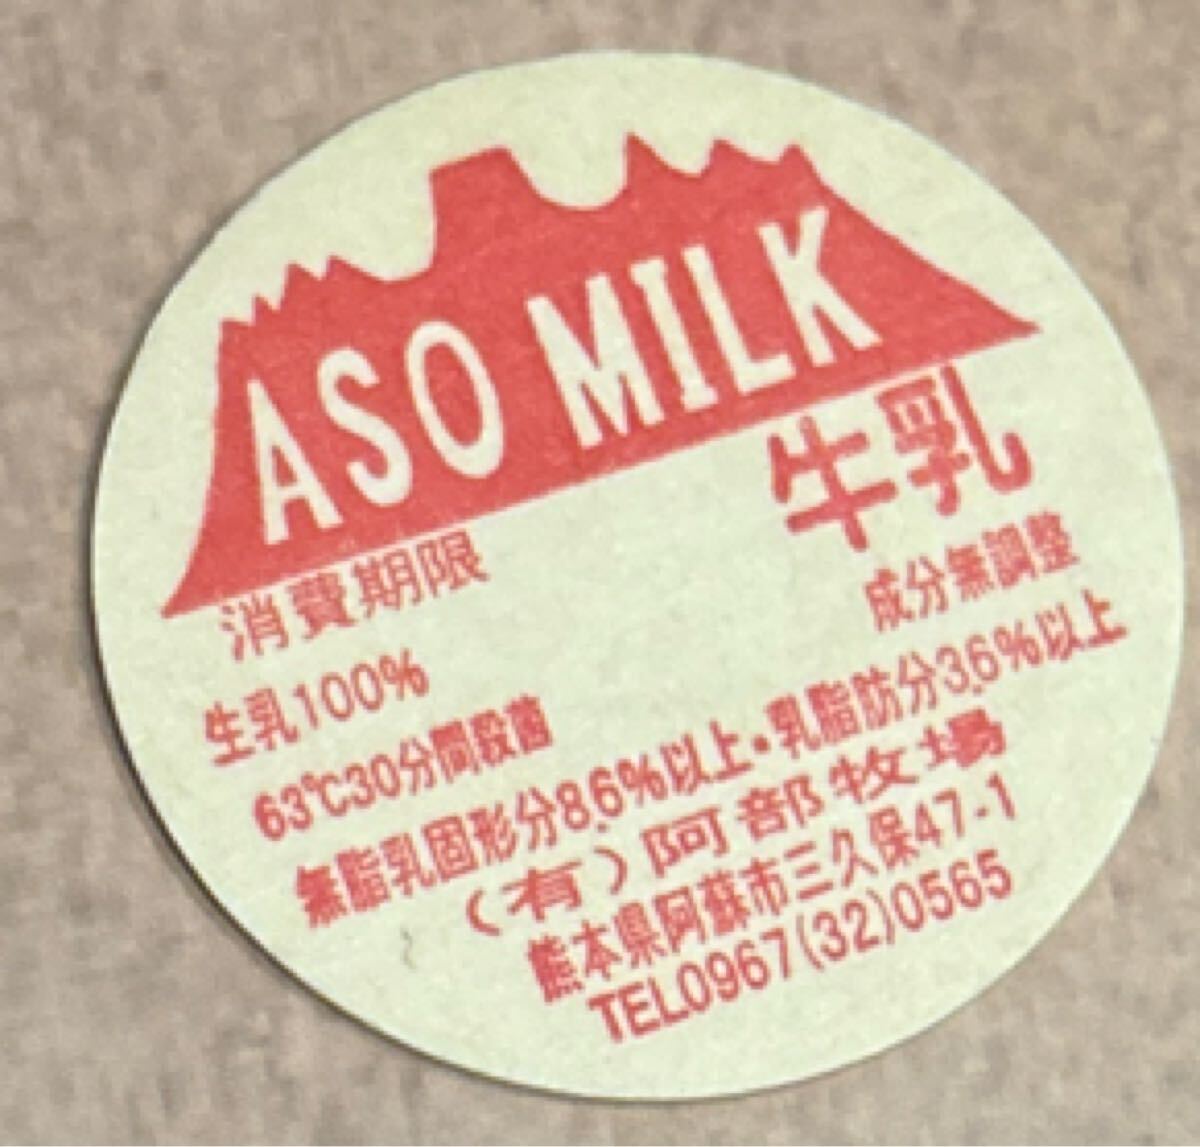 ASO MILK
牛乳
消費期限
成分無調整
生乳100%
63℃30分間殺菌
無脂乳固形分8.6%以上・乳脂肪分3.6%以上
(有)阿部牧場
熊本県阿蘇市三久保47-1
TEL0967(32)0565